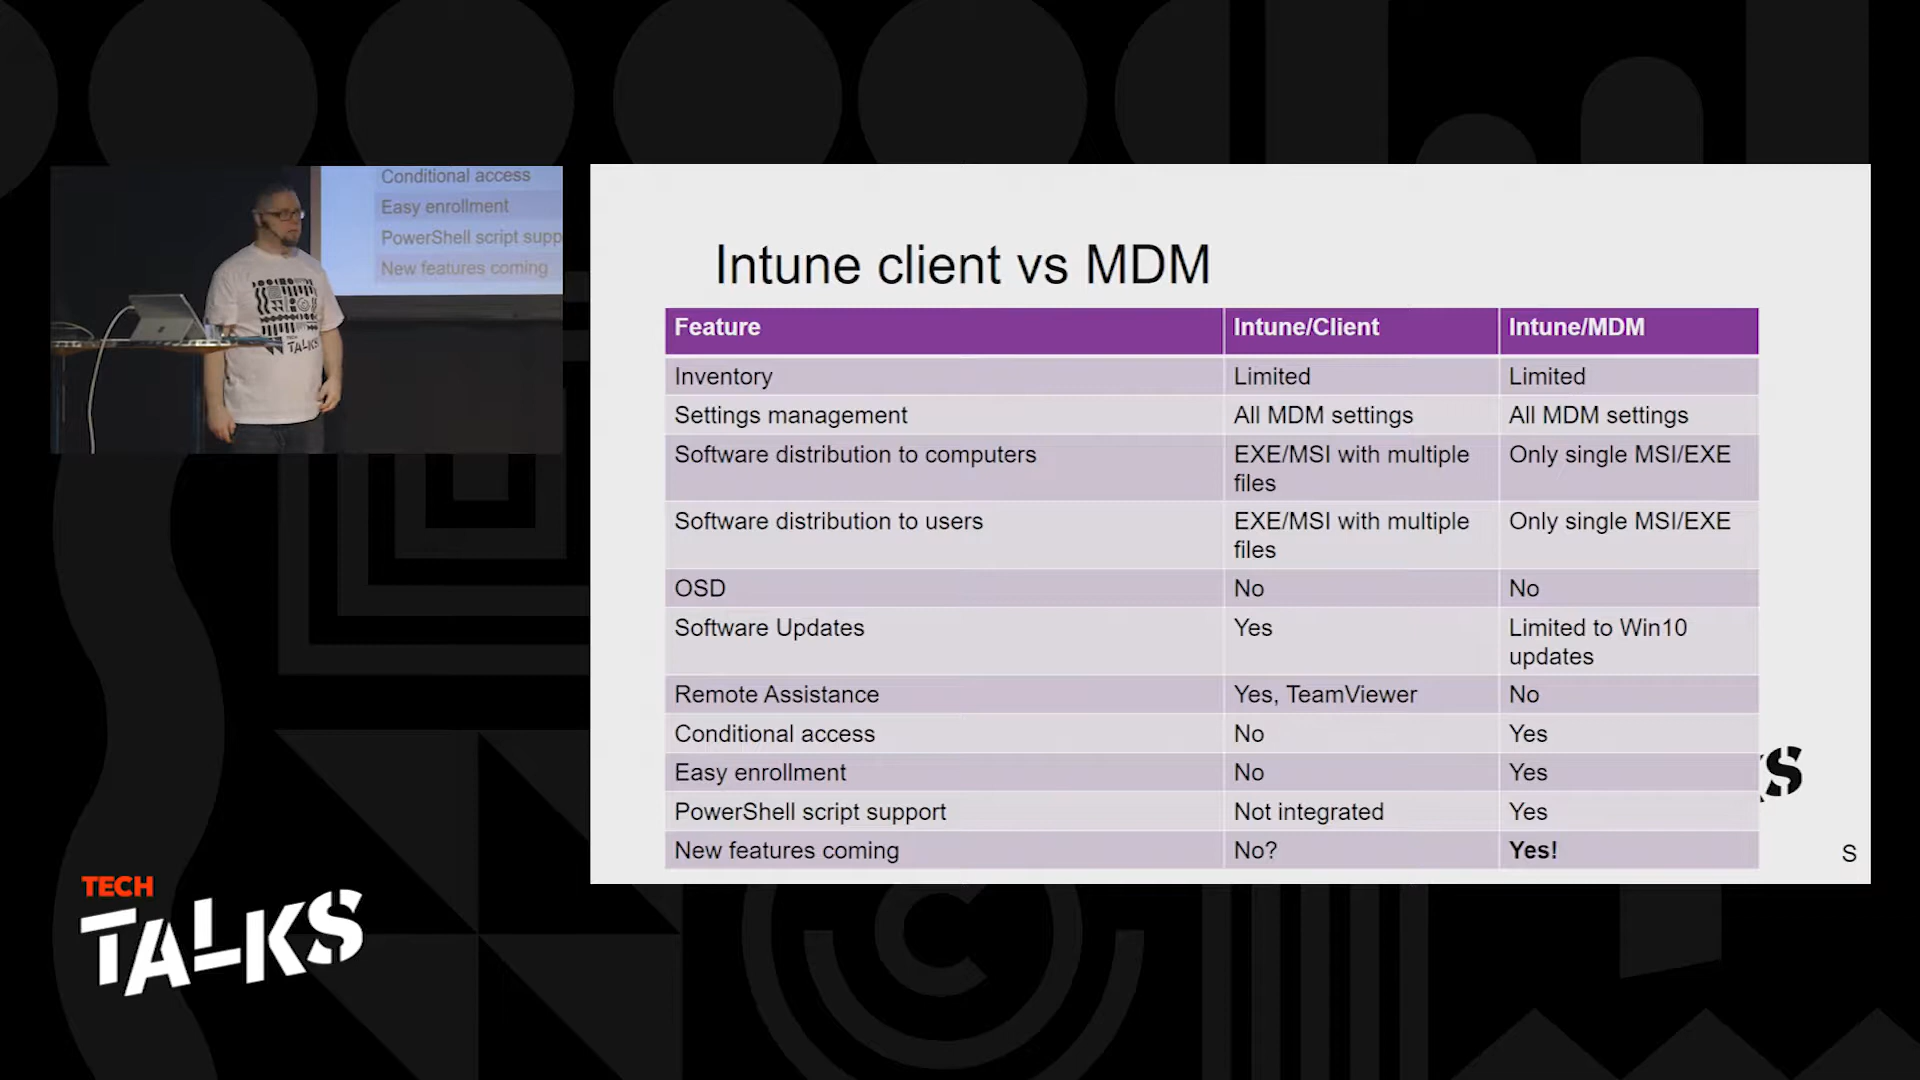 Conditional access
Easy enrollment
PowerShell script supp
New features coming
TECH
TALKS
Intune client vs MDM
Feature Intune/Client Intune/MDM
Inventory Limited Limited
Settings management All MDM settings All MDM settings
Software distribution to computers EXE/MSI with multiple Only single MSI/EXE
files
Software distribution to users EXE/MSI with multiple Only single MSI/EXE
files
OSD No No
Software Updates Yes Limited to Win10
updates
Remote Assistance Yes, TeamViewer No
Conditional access No Yes
Easy enrollment No Yes
PowerShell script support Not integrated Yes
New features coming No? Yes!
S
TECH
TALKS